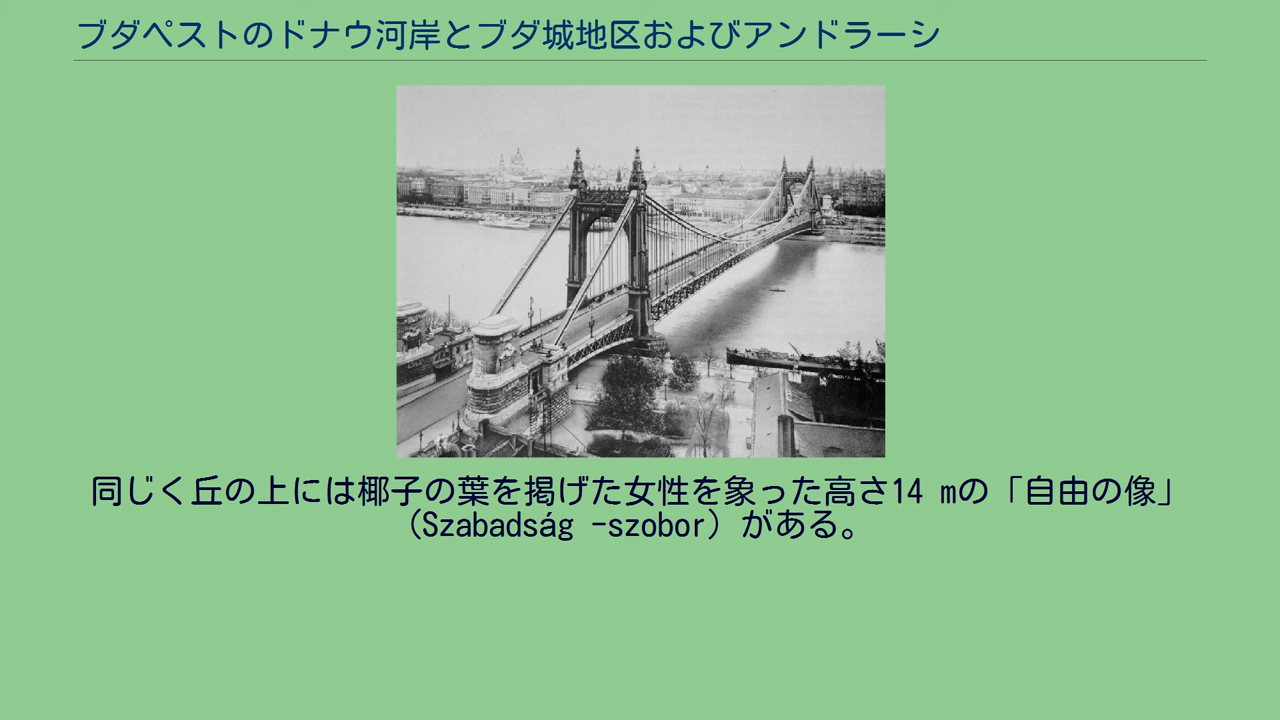 ブダペストのドナウ河岸とブダ城地区およびアンドラーシ
同じく丘の上には椰子の葉を掲げた女性を象った高さ14 mの「自由の像」
（Szabadság -szobor）がある。